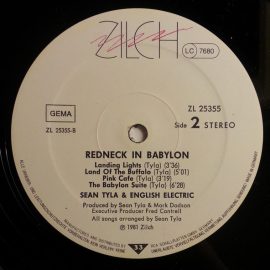 ZILCH
LC 7680
GEMA
ZL 25355
Side 2 STEREO
ZL 25355-B
REDNECK IN BABYLON
Landing Lights (Tyla) (3'36)
Land Of The Buffalo (Tyla) (5'01)
Pink Cafe (Tyla) (3'19)
The Babylon Suite (Tyla) (6'28)
SEAN TYLA & ENGLISH ELECTRIC
Produced by Sean Tyla & Mark Dodson
Executive Producer Fred Cantrell
All songs arranged by Sean Tyla
℗ 1981 Zilch
33